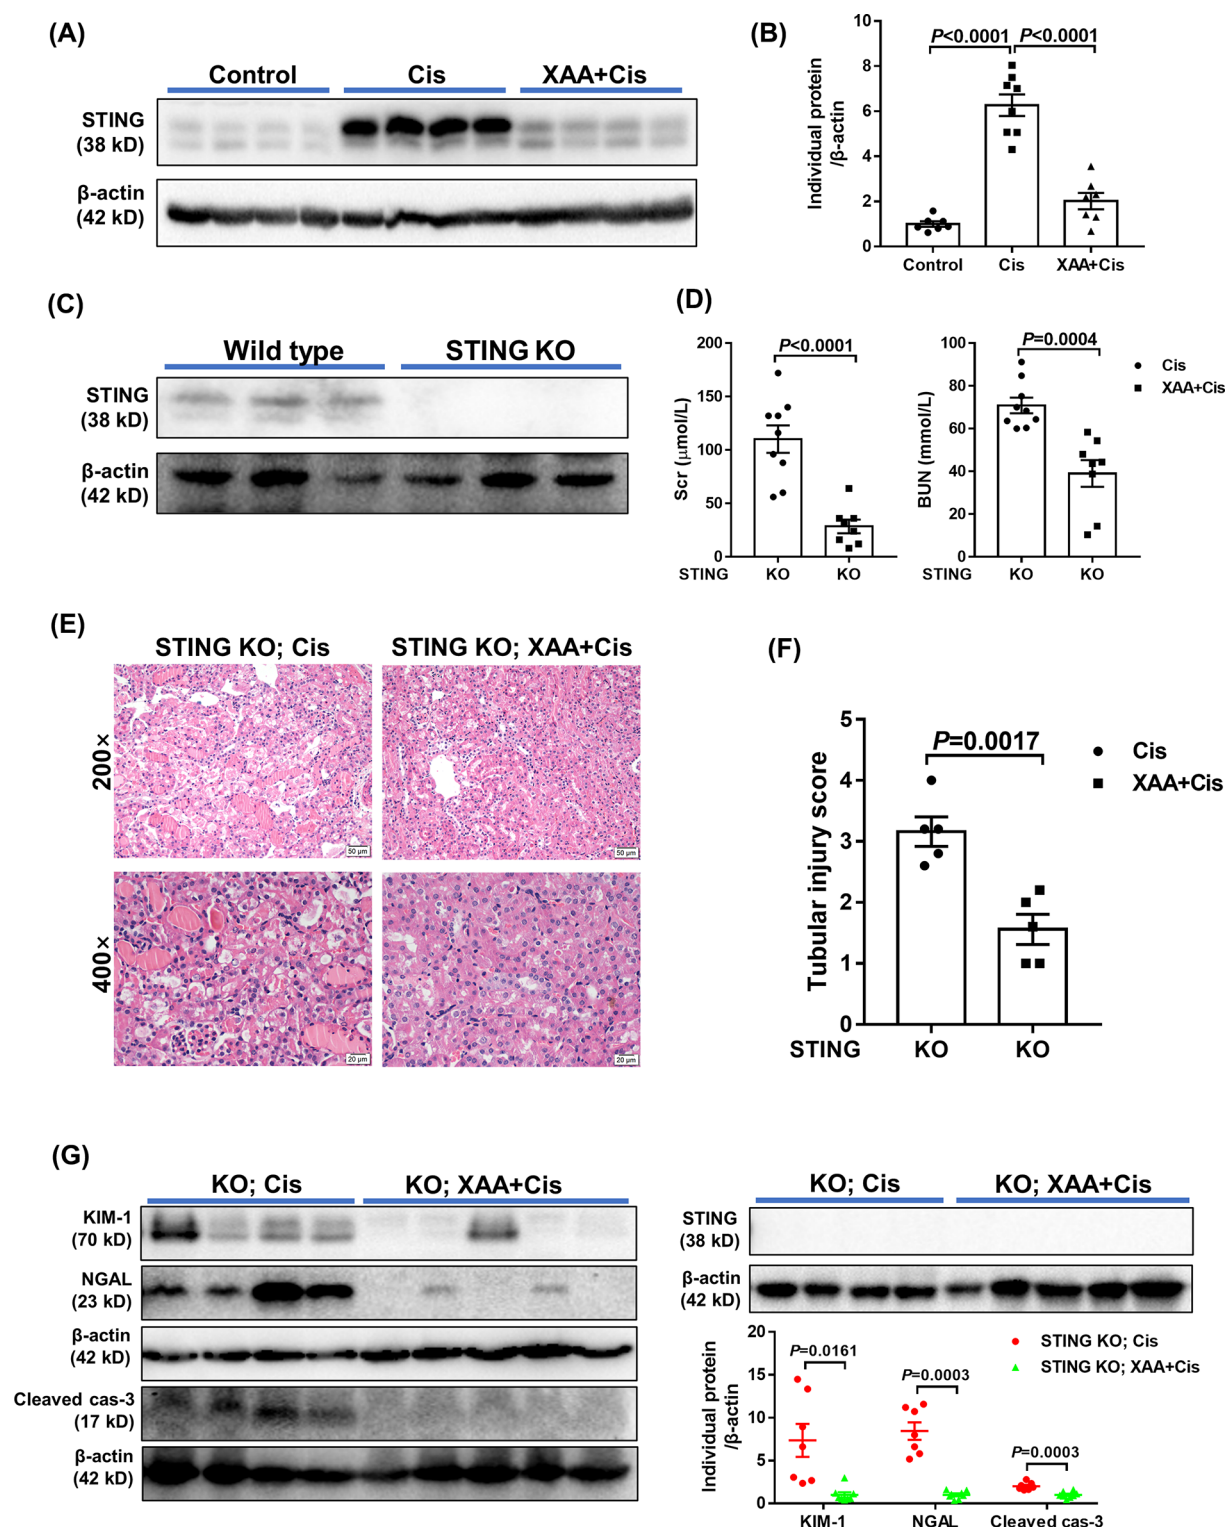 (A)
Control Cis XAA+Cis
STING
(38 kD)
β-actin
(42 kD)
(B)
Individual protein
/β-actin
10
8
6
4
2
0
P<0.0001 P<0.0001
Control Cis XAA+Cis
(C)
Wild type STING KO
STING
(38 kD)
β-actin
(42 kD)
(D)
Scr (μmol/L)
200
150
100
50
0
P<0.0001
STING KO KO
BUN (mmol/L)
100
80
60
40
20
0
P=0.0004
STING KO KO
Cis
XAA+Cis
(E)
STING KO; Cis STING KO; XAA+Cis
200×
50 μm 50 μm
400×
20 μm 20 μm
(F)
Tubular injury score
5
4
3
2
1
0
P=0.0017
Cis
XAA+Cis
STING KO KO
(G)
KO; Cis KO; XAA+Cis
KIM-1
(70 kD)
NGAL
(23 kD)
β-actin
(42 kD)
Cleaved cas-3
(17 kD)
β-actin
(42 kD)
KO; Cis KO; XAA+Cis
STING
(38 kD)
β-actin
(42 kD)
Individual protein
/β-actin
20
15
10
5
0
STING KO; Cis
STING KO; XAA+Cis
P=0.0161
P=0.0003
P=0.0003
KIM-1 NGAL Cleaved cas-3